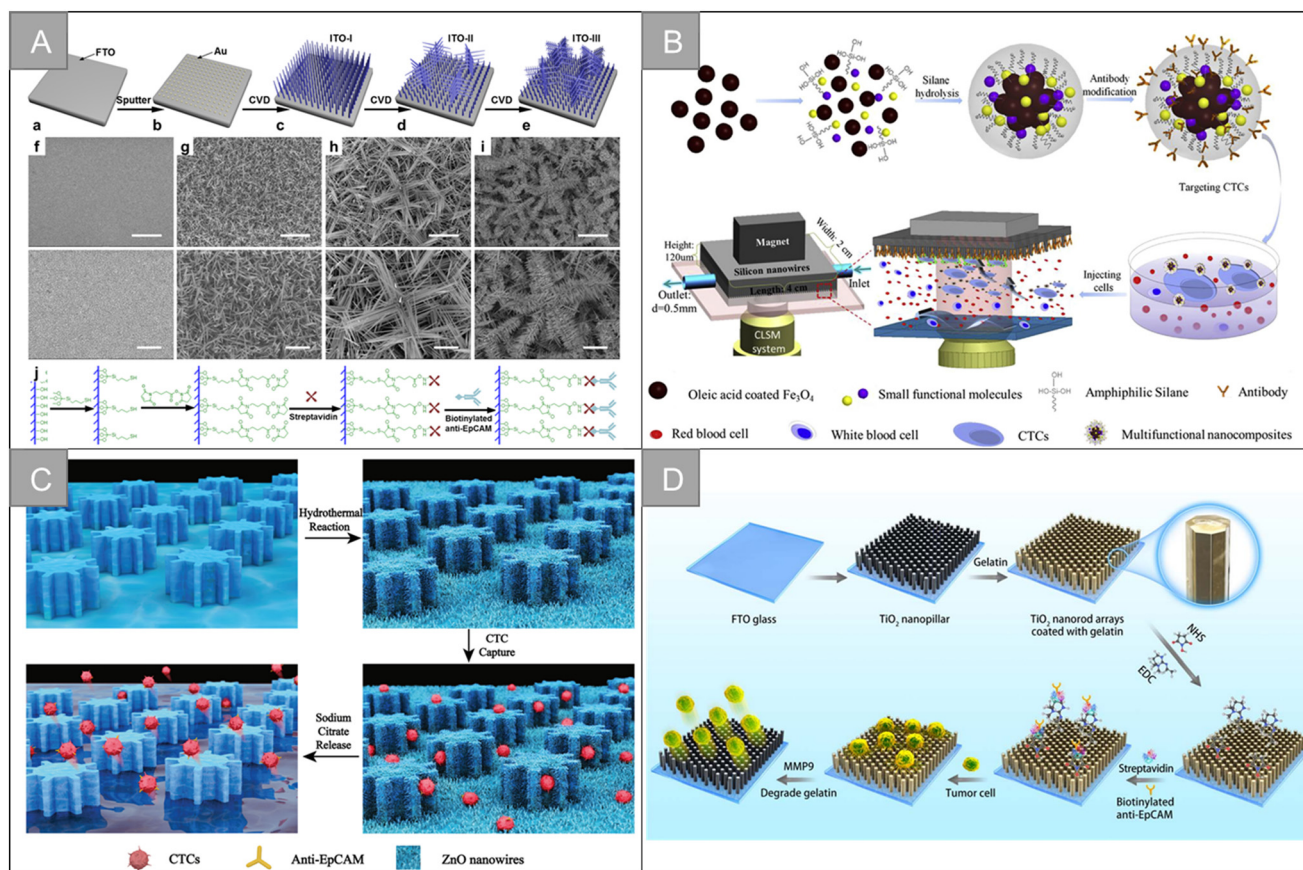 A
FTO
Au
ITO-I
ITO-II
ITO-III
Sputter
CVD
CVD
CVD
a
b
c
d
e
f
g
h
i
j
Streptavidin
Biotinylated
anti-EpCAM
B
Silane
hydrolysis
Antibody
modification
Targeting CTCs
Height:
120um
Magnet
Width: 2 cm
Silicon nanowires
Length: 4 cm
Inlet
Outlet:
d=0.5mm
CLSM
system
Injecting
cells
Oleic acid coated Fe3O4
Small functional molecules
Amphiphilic Silane
Antibody
Red blood cell
White blood cell
CTCs
Multifunctional nanocomposites
C
Hydrothermal
Reaction
CTC
Capture
Sodium
Citrate
Release
CTCs
Anti-EpCAM
ZnO nanowires
D
FTO glass
TiO2 nanopillar
Gelatin
TiO2 nanorod arrays
coated with gelatin
NHS
EDC
Streptavidin
Biotinylated
anti-EpCAM
Tumor cell
MMP9
Degrade gelatin